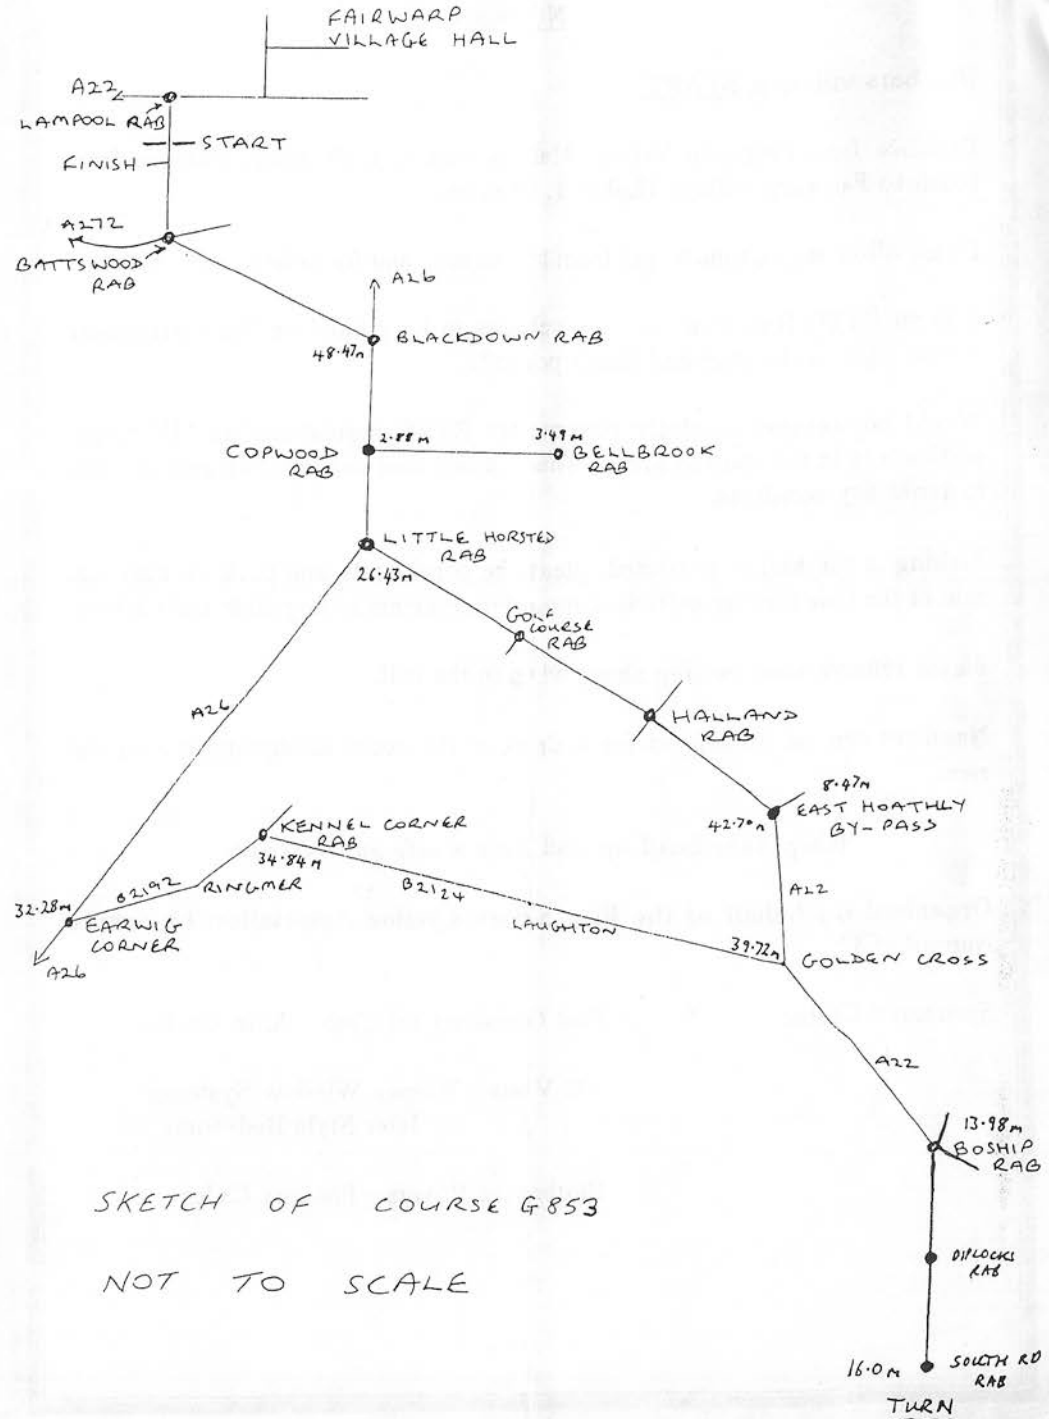 FAIRWARP
VILLAGE HALL
A22
LAMPOOL RAB
START
FINISH
A272
BATTSWOOD
RAB
A26
BLACKDOWN RAB
48.47m
2.88m
3.49m
COPWOOD
RAB
BELLBROOK
RAB
LITTLE HORSTED
RAB
26.43m
GOLF
COURSE
RAB
A26
HALLAND
RAB
8.47m
EAST HOATHLY
BY-PASS
42.70m
KENNEL CORNER
RAB
34.84m
B2192
RINGMER
B2124
LAUGHTON
A22
32.28m
EARWIG
CORNER
A26
39.72m
GOLDEN CROSS
A22
13.98m
BOSHIP
RAB
SKETCH OF COURSE G853
NOT TO SCALE
DIPLOCKS
RAB
16.0m
SOUTH RD
RAB
TURN